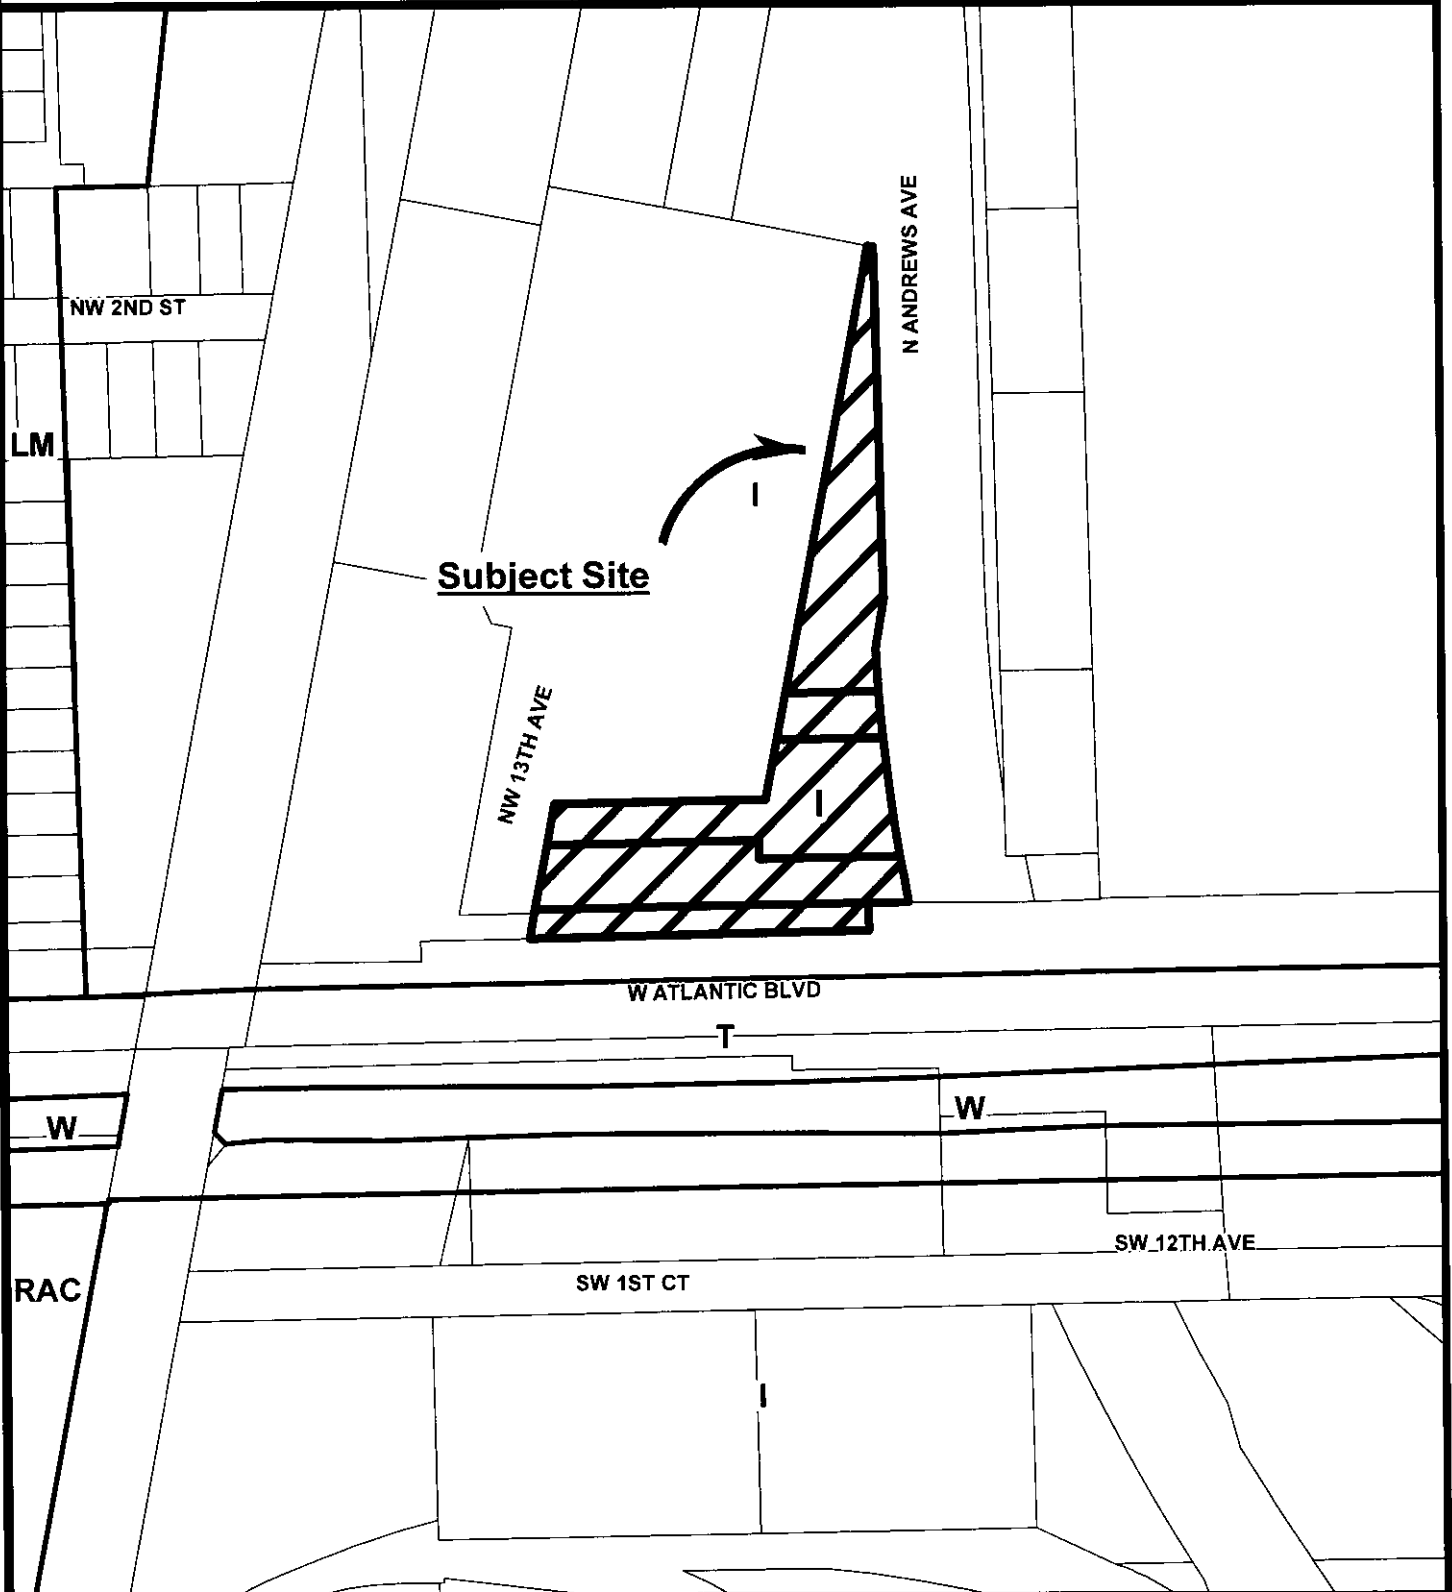 N ANDREWS AVE
NW 2ND ST
LM
I
Subject Site
NW 13TH AVE
I
W ATLANTIC BLVD
T
W
W
SW 12TH AVE
RAC
SW 1ST CT
I